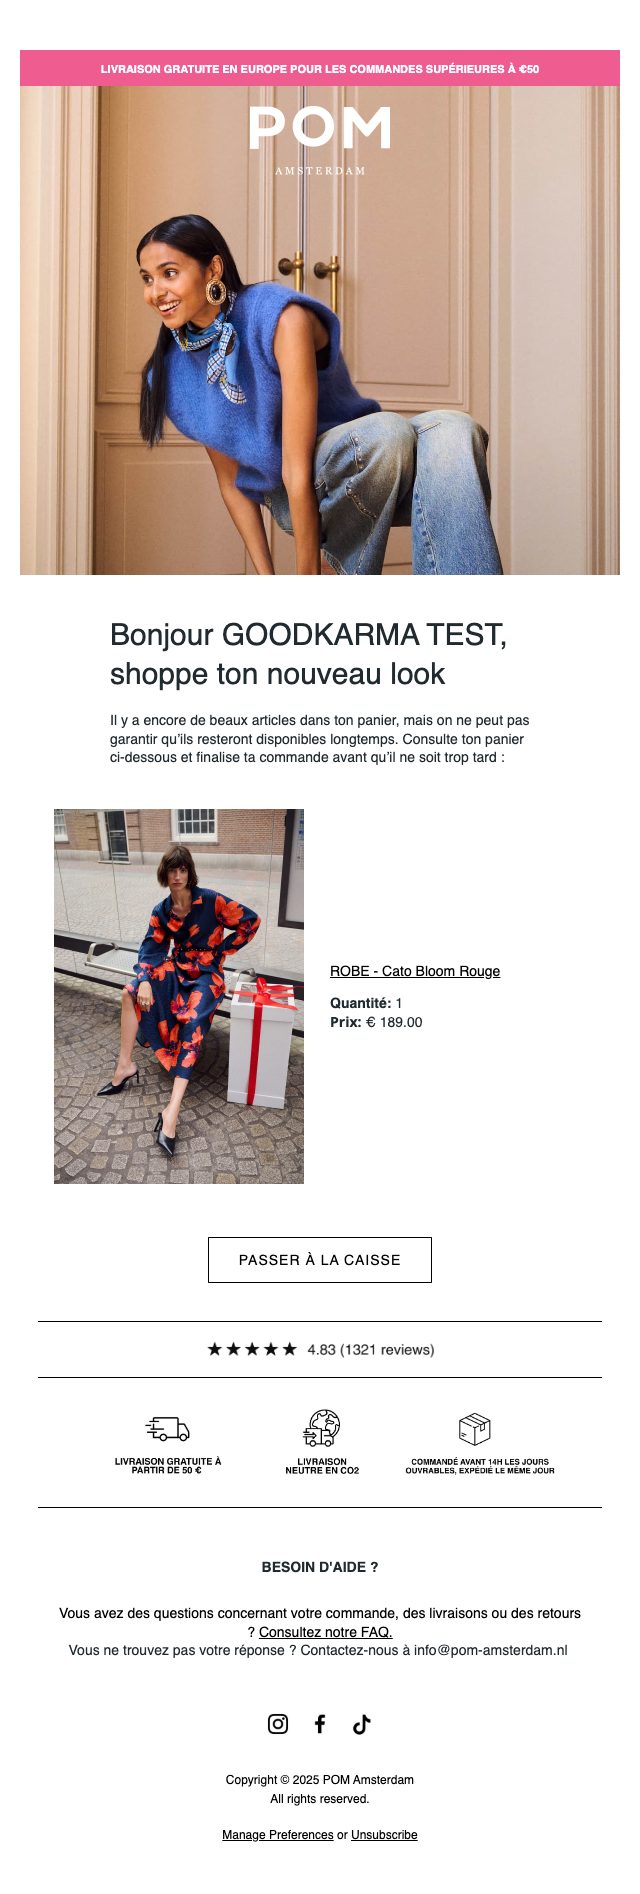 LIVRAISON GRATUITE EN EUROPE POUR LES COMMANDES SUPÉRIEURES À €50
POM
AMSTERDAM
Bonjour GOODKARMA TEST,
shoppe ton nouveau look
Il y a encore de beaux articles dans ton panier, mais on ne peut pas
garantir qu’ils resteront disponibles longtemps. Consulte ton panier
ci-dessous et finalise ta commande avant qu’il ne soit trop tard :
ROBE - Cato Bloom Rouge
Quantité: 1
Prix: € 189.00
PASSER À LA CAISSE
★★★★★ 4.83 (1321 reviews)
LIVRAISON GRATUITE À
PARTIR DE 50 €
LIVRAISON
NEUTRE EN CO2
COMMANDÉ AVANT 14H LES JOURS
OUVRABLES, EXPÉDIÉ LE MÊME JOUR
BESOIN D'AIDE ?
Vous avez des questions concernant votre commande, des livraisons ou des retours
? Consultez notre FAQ.
Vous ne trouvez pas votre réponse ? Contactez-nous à info@pom-amsterdam.nl
Copyright © 2025 POM Amsterdam
All rights reserved.
Manage Preferences or Unsubscribe